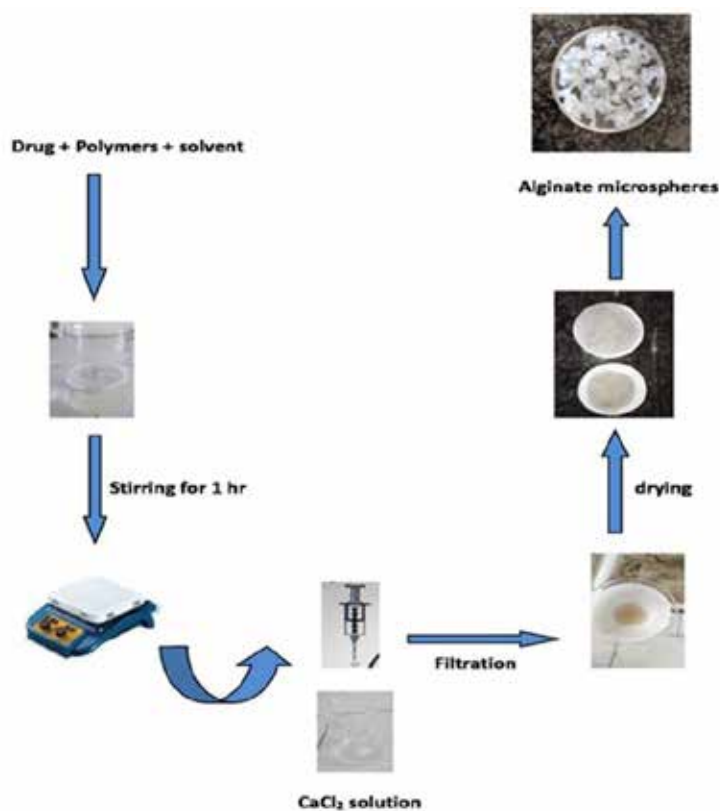 Drug + Polymers + solvent
Stirring for 1 hr
CaCl₂ solution
Filtration
drying
Alginate microspheres